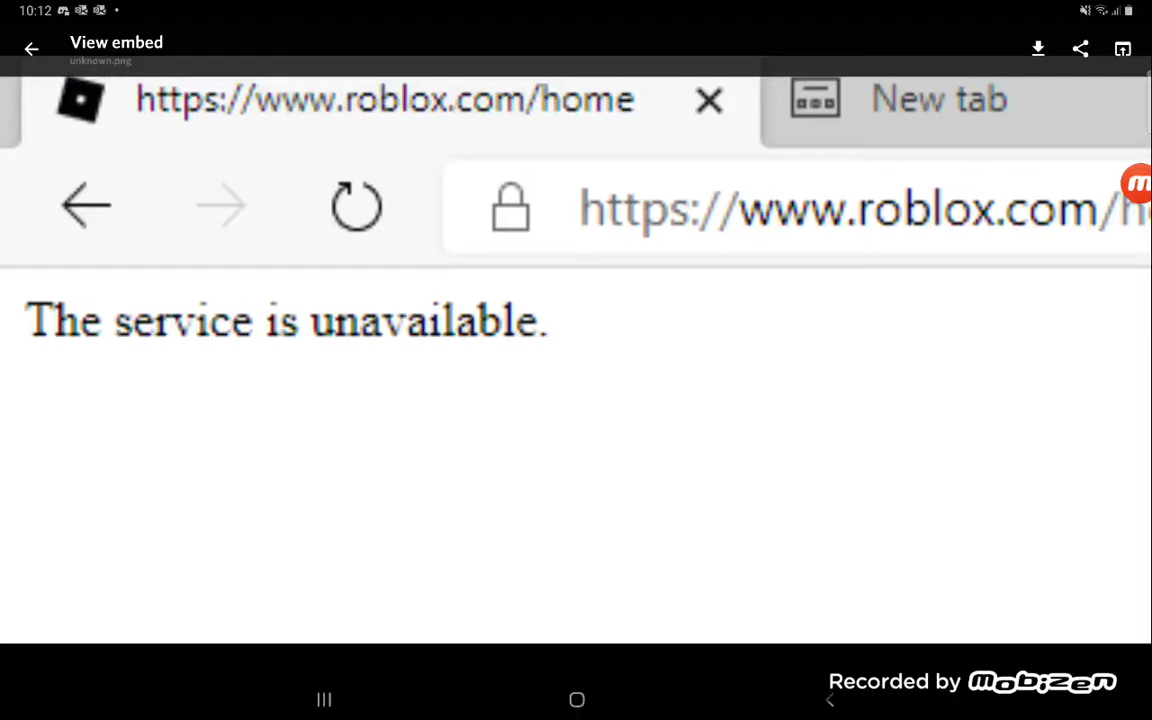 10:12
View embed
unknown.png
https://www.roblox.com/home
New tab
https://www.roblox.com/h
The service is unavailable.
Recorded by mobizen